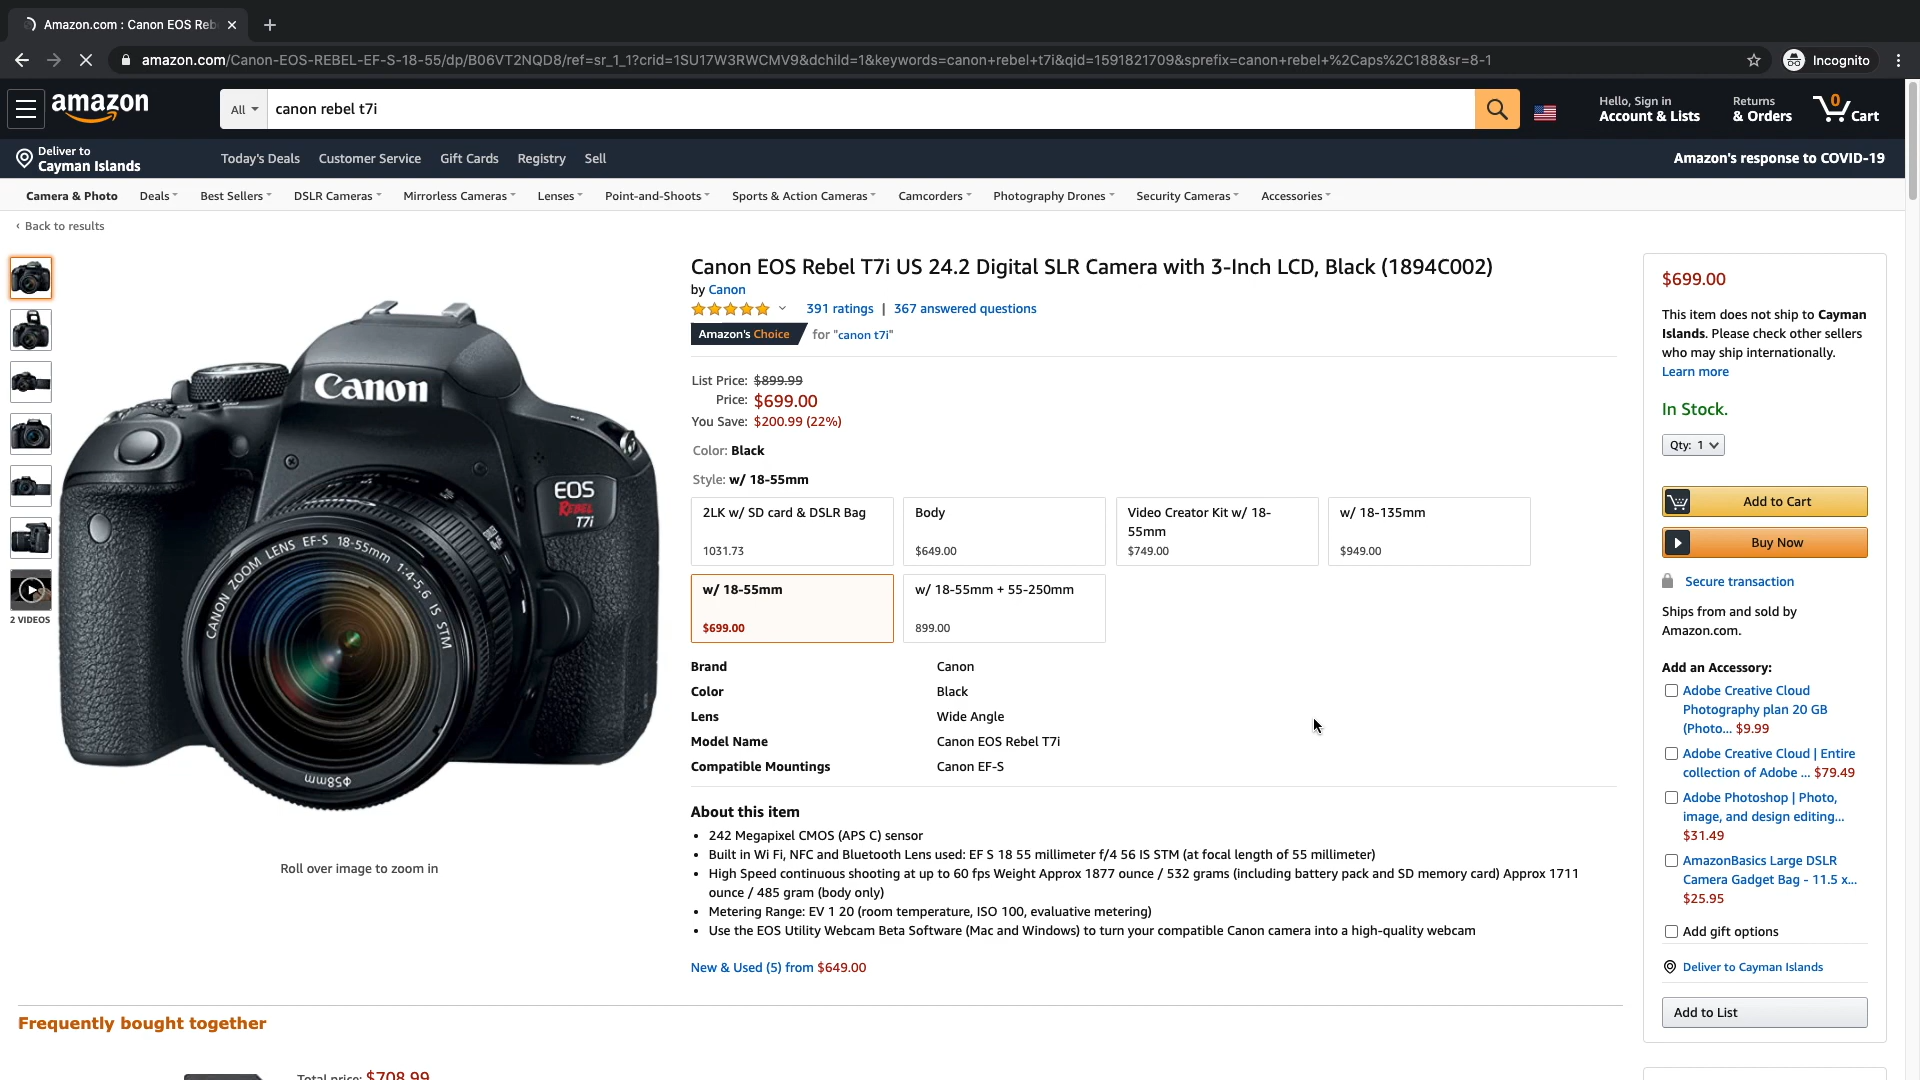 Amazon.com : Canon EOS Reb
amazon.com/Canon-EOS-REBEL-EF-S-18-55/dp/B06VT2NQD8/ref=sr_1_1?crid=1SU17W3RWCMV9&dchild=1&keywords=canon+rebel+t7i&qid=1591821709&sprefix=canon+rebel+%2Caps%2C188&sr=8-1
Incognito
amazon
All
canon rebel t7i
Hello, Sign in
Account & Lists
Returns
& Orders
0
Cart
Deliver to
Cayman Islands
Today's Deals
Customer Service
Gift Cards
Registry
Sell
Amazon's response to COVID-19
Camera & Photo
Deals
Best Sellers
DSLR Cameras
Mirrorless Cameras
Lenses
Point-and-Shoots
Sports & Action Cameras
Camcorders
Photography Drones
Security Cameras
Accessories
‹ Back to results
2 VIDEOS
Canon
EOS
REBEL
T7i
CANON ZOOM LENS EF-S 18-55mm 1:4-5.6 IS STM
Φ58mm
Roll over image to zoom in
Canon EOS Rebel T7i US 24.2 Digital SLR Camera with 3-Inch LCD, Black (1894C002)
by Canon
391 ratings | 367 answered questions
Amazon's Choice for "canon t7i"
List Price: $899.99
Price: $699.00
You Save: $200.99 (22%)
Color: Black
Style: w/ 18-55mm
2LK w/ SD card & DSLR Bag
1031.73
Body
$649.00
Video Creator Kit w/ 18-
55mm
$749.00
w/ 18-135mm
$949.00
w/ 18-55mm
$699.00
w/ 18-55mm + 55-250mm
899.00
Brand Canon
Color Black
Lens Wide Angle
Model Name Canon EOS Rebel T7i
Compatible Mountings Canon EF-S
About this item
• 242 Megapixel CMOS (APS C) sensor
• Built in Wi Fi, NFC and Bluetooth Lens used: EF S 18 55 millimeter f/4 56 IS STM (at focal length of 55 millimeter)
• High Speed continuous shooting at up to 60 fps Weight Approx 1877 ounce / 532 grams (including battery pack and SD memory card) Approx 1711
ounce / 485 gram (body only)
• Metering Range: EV 1 20 (room temperature, ISO 100, evaluative metering)
• Use the EOS Utility Webcam Beta Software (Mac and Windows) to turn your compatible Canon camera into a high-quality webcam
New & Used (5) from $649.00
$699.00
This item does not ship to Cayman
Islands. Please check other sellers
who may ship internationally.
Learn more
In Stock.
Qty: 1
Add to Cart
Buy Now
Secure transaction
Ships from and sold by
Amazon.com.
Add an Accessory:
Adobe Creative Cloud
Photography plan 20 GB
(Photo... $9.99
Adobe Creative Cloud | Entire
collection of Adobe ... $79.49
Adobe Photoshop | Photo,
image, and design editing...
$31.49
AmazonBasics Large DSLR
Camera Gadget Bag - 11.5 x...
$25.95
Add gift options
Deliver to Cayman Islands
Add to List
Frequently bought together
Total price: $708.99